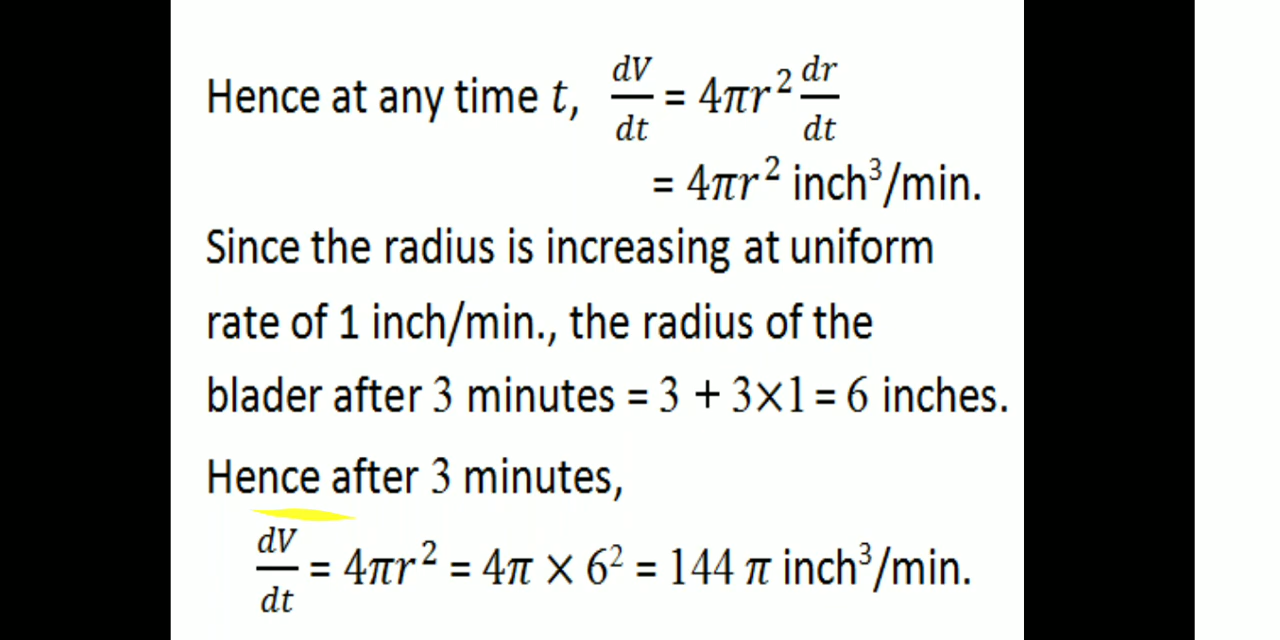 Hence at any time t, dV/dt = 4πr² dr/dt
= 4πr² inch³/min.
Since the radius is increasing at uniform
rate of 1 inch/min., the radius of the
blader after 3 minutes = 3 + 3×1 = 6 inches.
Hence after 3 minutes,
dV/dt = 4πr² = 4π × 6² = 144 π inch³/min.